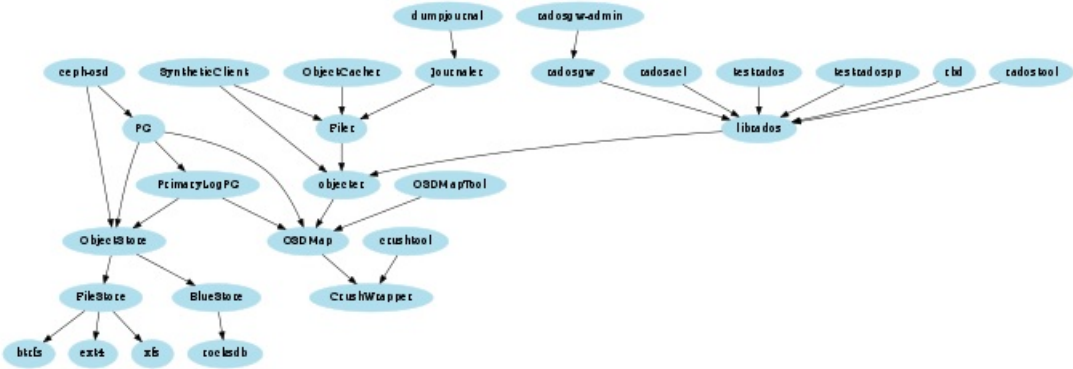 dumpjournal radosgw-admin
ceph-osd SyntheticClient ObjectCacher Journaler radosgw radosacl testrados testradospp rbd radostool
PG Filer librados
PrimaryLogPG objecter OSDMapTool
ObjectStore OSDMap crushtool
FileStore BlueStore CrushWrapper
btrfs ext4 xfs rocksdb